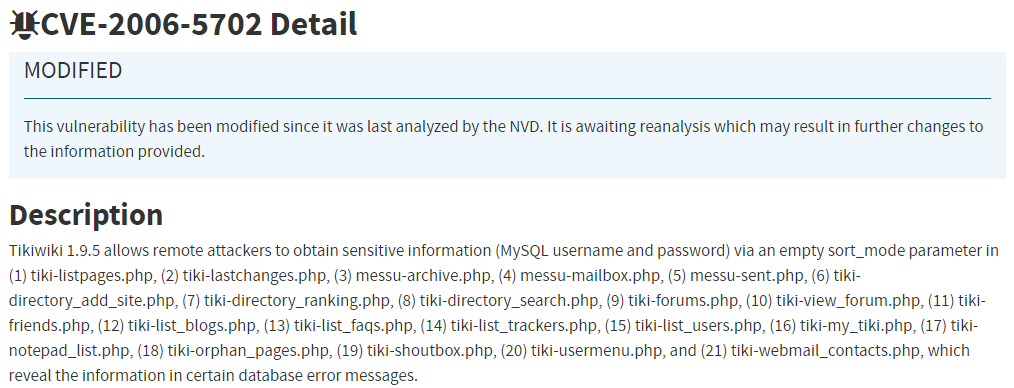 CVE-2006-5702 Detail
MODIFIED
This vulnerability has been modified since it was last analyzed by the NVD. It is awaiting reanalysis which may result in further changes to
the information provided.
Description
Tikiwiki 1.9.5 allows remote attackers to obtain sensitive information (MySQL username and password) via an empty sort_mode parameter in
(1) tiki-listpages.php, (2) tiki-lastchanges.php, (3) messu-archive.php, (4) messu-mailbox.php, (5) messu-sent.php, (6) tiki-
directory_add_site.php, (7) tiki-directory_ranking.php, (8) tiki-directory_search.php, (9) tiki-forums.php, (10) tiki-view_forum.php, (11) tiki-
friends.php, (12) tiki-list_blogs.php, (13) tiki-list_faqs.php, (14) tiki-list_trackers.php, (15) tiki-list_users.php, (16) tiki-my_tiki.php, (17) tiki-
notepad_list.php, (18) tiki-orphan_pages.php, (19) tiki-shoutbox.php, (20) tiki-usermenu.php, and (21) tiki-webmail_contacts.php, which
reveal the information in certain database error messages.